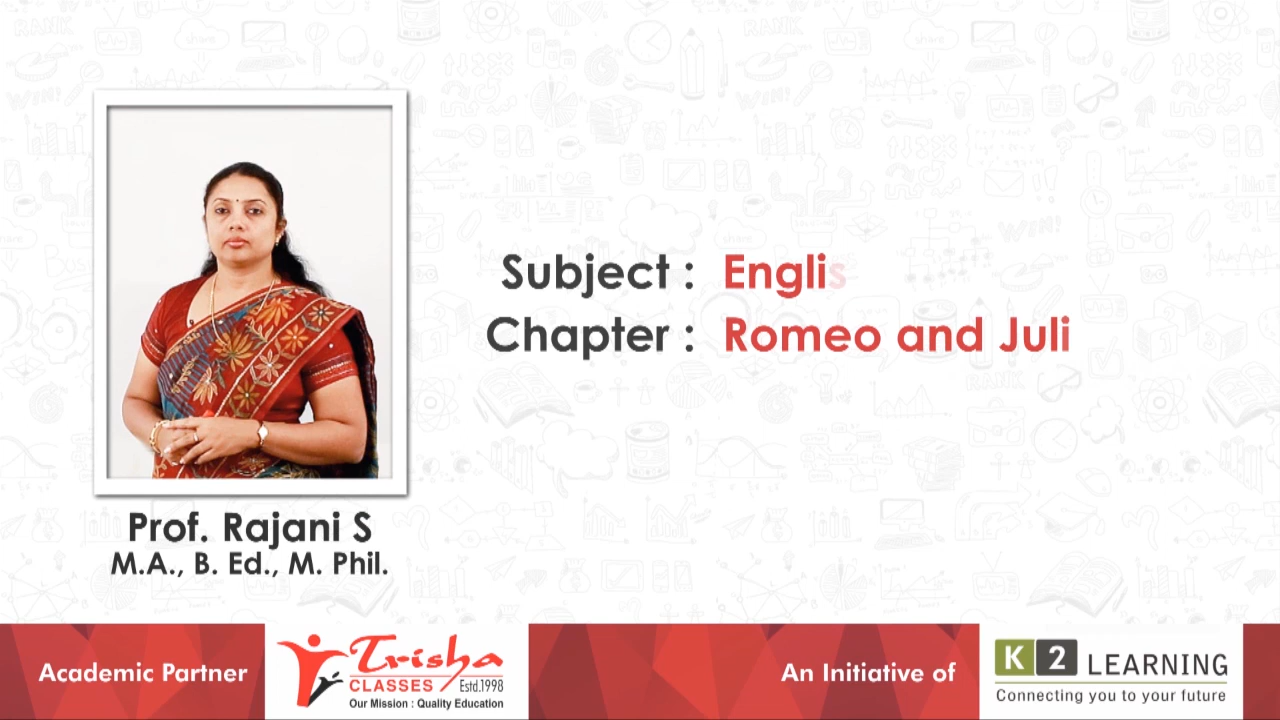 Subject : Englis
Chapter : Romeo and Juli
Prof. Rajani S
M.A., B. Ed., M. Phil.
Academic Partner
Trisha
CLASSES Estd.1998
Our Mission : Quality Education
An Initiative of
K2 LEARNING
Connecting you to your future